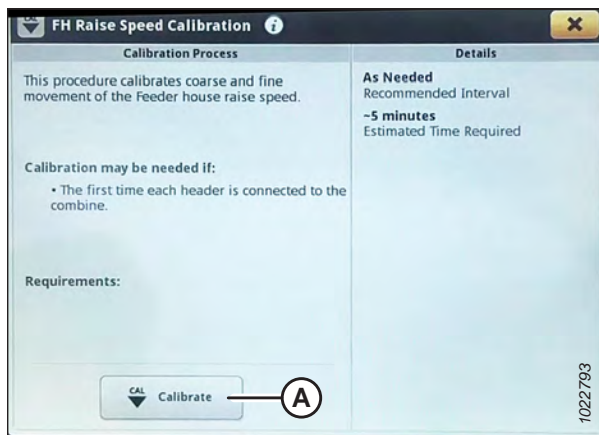 CAL FH Raise Speed Calibration i
Calibration Process
This procedure calibrates coarse and fine
movement of the Feeder house raise speed.
Calibration may be needed if:
• The first time each header is connected to the
combine.
Requirements:
CAL Calibrate
A
Details
As Needed
Recommended Interval
~5 minutes
Estimated Time Required
1022793